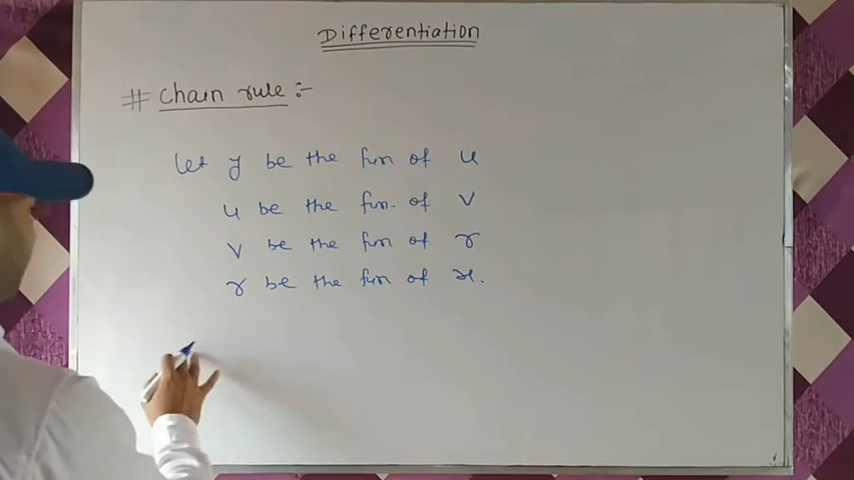 Differentiation
# Chain rule :-
let y be the fun of u
u be the fun. of v
v be the fun of r
r be the fun of x.